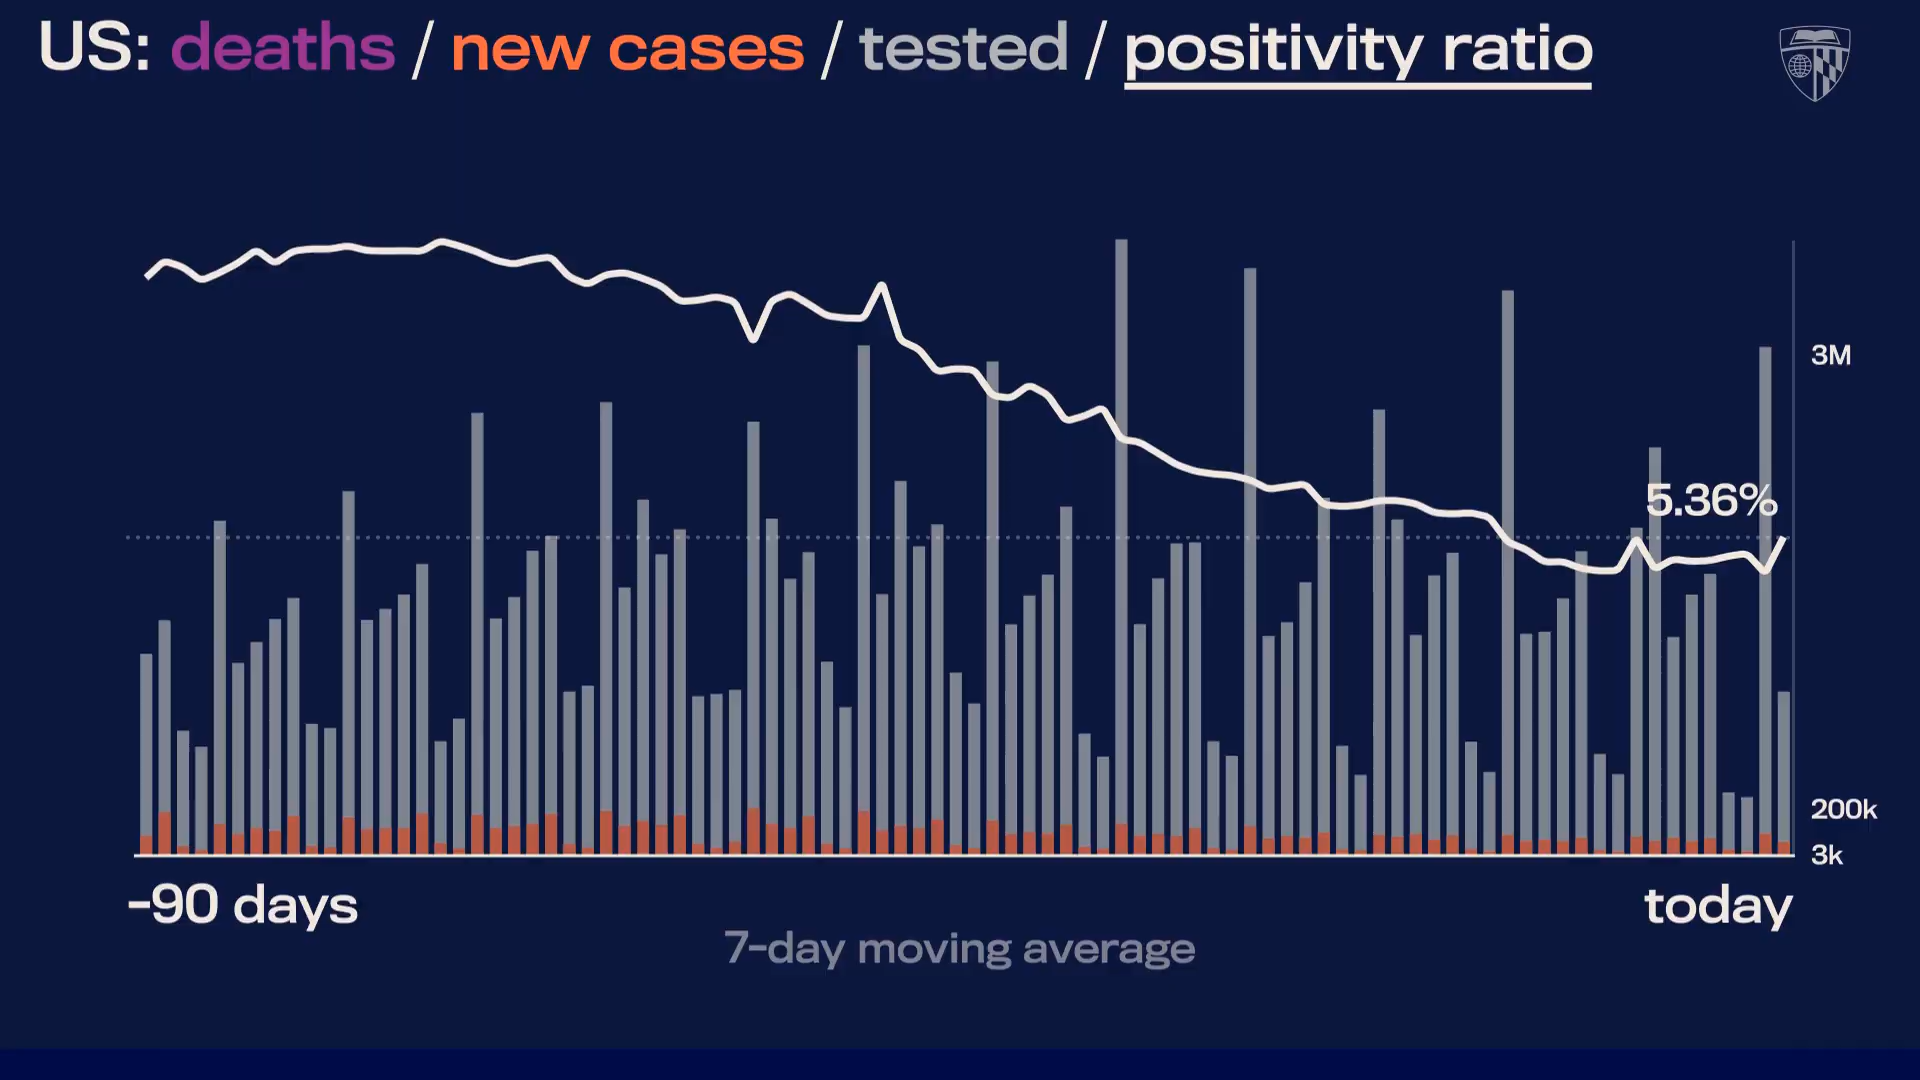 US: deaths / new cases / tested / positivity ratio
3M
5.36%
200k
3k
-90 days
today
7-day moving average